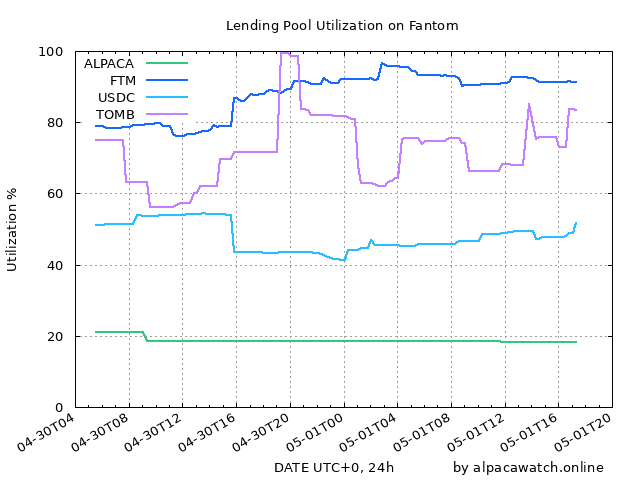 Lending Pool Utilization on Fantom
ALPACA
FTM
USDC
TOMB
Utilization %
100
80
60
40
20
0
04-30T04
04-30T08
04-30T12
04-30T16
04-30T20
05-01T00
05-01T04
05-01T08
05-01T12
05-01T16
05-01T20
DATE UTC+0, 24h
by alpacawatch.online